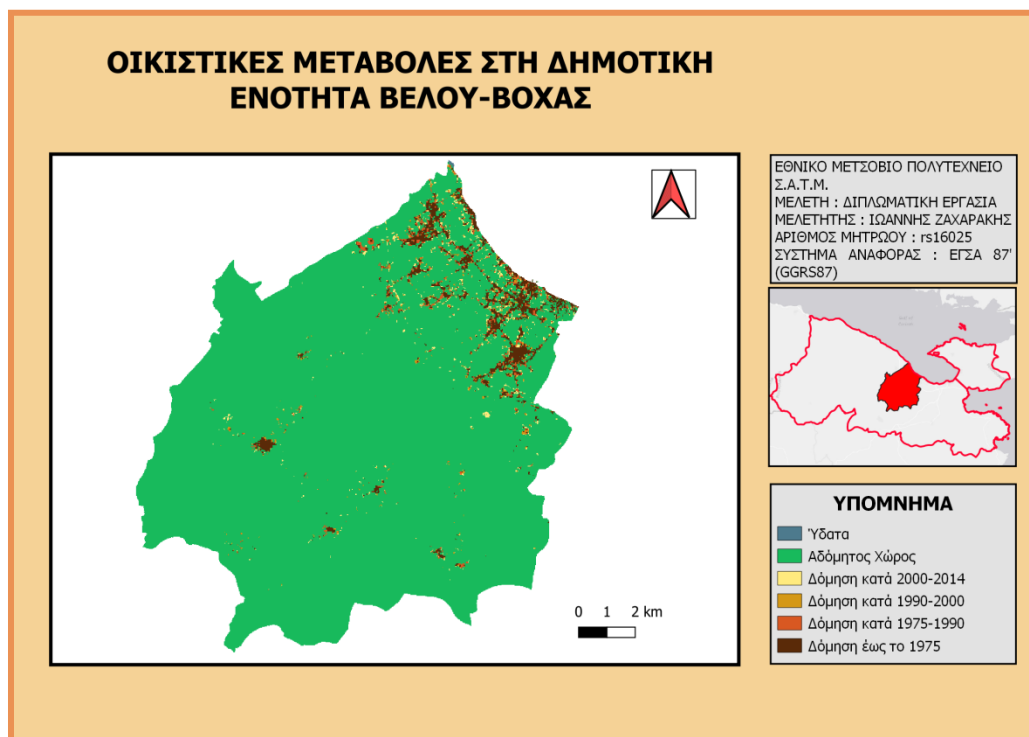 ΟΙΚΙΣΤΙΚΕΣ ΜΕΤΑΒΟΛΕΣ ΣΤΗ ΔΗΜΟΤΙΚΗ
ΕΝΟΤΗΤΑ ΒΕΛΟΥ-ΒΟΧΑΣ
ΕΘΝΙΚΟ ΜΕΤΣΟΒΙΟ ΠΟΛΥΤΕΧΝΕΙΟ
Σ.Α.Τ.Μ.
ΜΕΛΕΤΗ : ΔΙΠΛΩΜΑΤΙΚΗ ΕΡΓΑΣΙΑ
ΜΕΛΕΤΗΤΗΣ : ΙΩΑΝΝΗΣ ΖΑΧΑΡΑΚΗΣ
ΑΡΙΘΜΟΣ ΜΗΤΡΩΟΥ : rs16025
ΣΥΣΤΗΜΑ ΑΝΑΦΟΡΑΣ : ΕΓΣΑ 87'
(GGRS87)
ΥΠΟΜΝΗΜΑ
Ύδατα
Αδόμητος Χώρος
Δόμηση κατά 2000-2014
Δόμηση κατά 1990-2000
Δόμηση κατά 1975-1990
Δόμηση έως το 1975
0 1 2 km